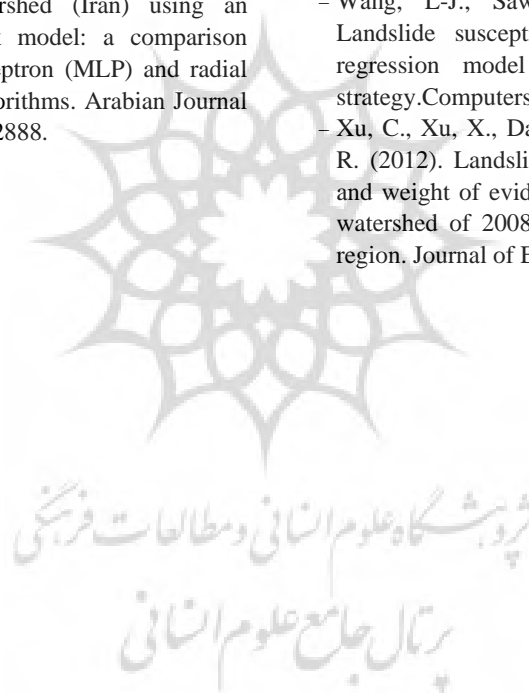 rshed (Iran) using an
model: a comparison
eptron (MLP) and radial
orithms. Arabian Journal
2888.
– Wang, L-J., Saw
Landslide suscept
regression model
strategy.Computers
– Xu, C., Xu, X., Da
R. (2012). Landsli
and weight of evid
watershed of 2008
region. Journal of E
پژوهشگاه علوم انسانی و مطالعات فرهنگی
پرتال جامع علوم انسانی